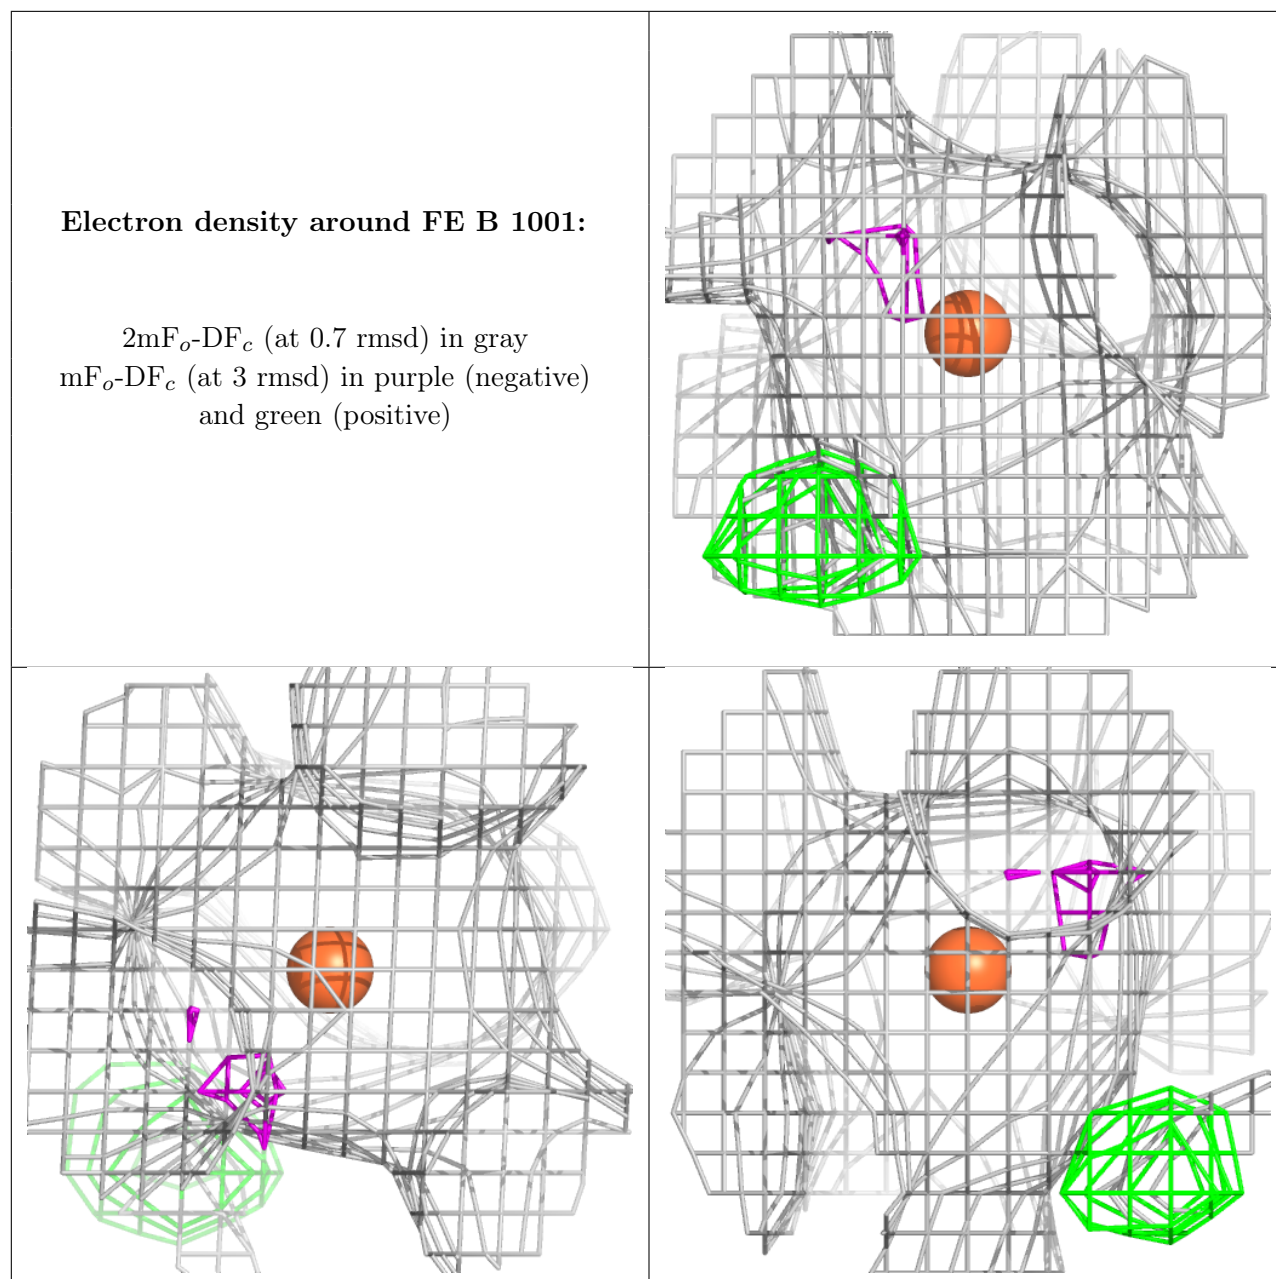 Electron density around FE B 1001:
2mFₒ-DF𝑐 (at 0.7 rmsd) in gray
mFₒ-DF𝑐 (at 3 rmsd) in purple (negative)
and green (positive)